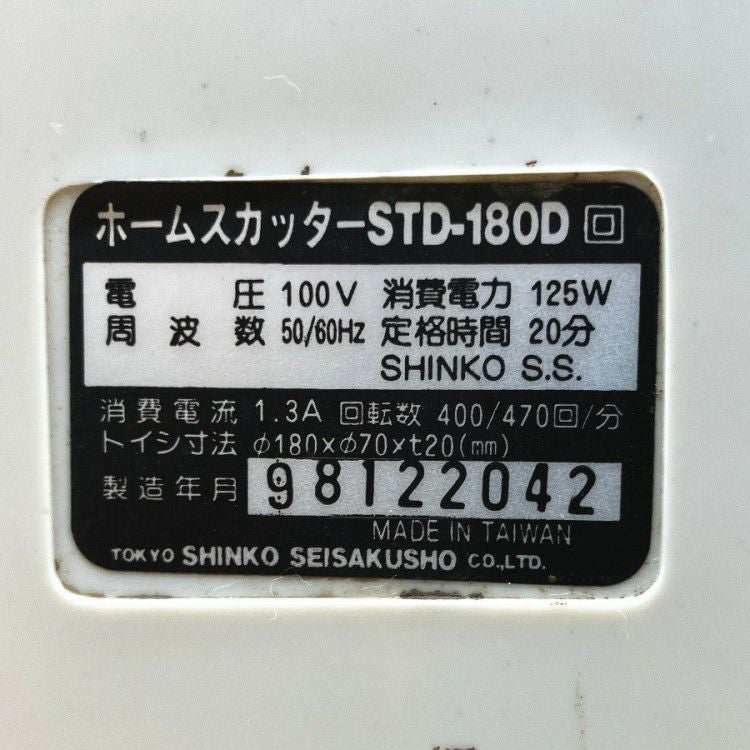 ホームスカッターSTD-180D 回
電圧 100V 消費電力 125W
周波数 50/60Hz 定格時間 20分
SHINKO S.S.
消費電流 1.3A 回転数 400/470回/分
トイシ寸法 φ180×φ70×t20(mm)
製造年月 98122042
MADE IN TAIWAN
TOKYO SHINKO SEISAKUSHO CO.,LTD.